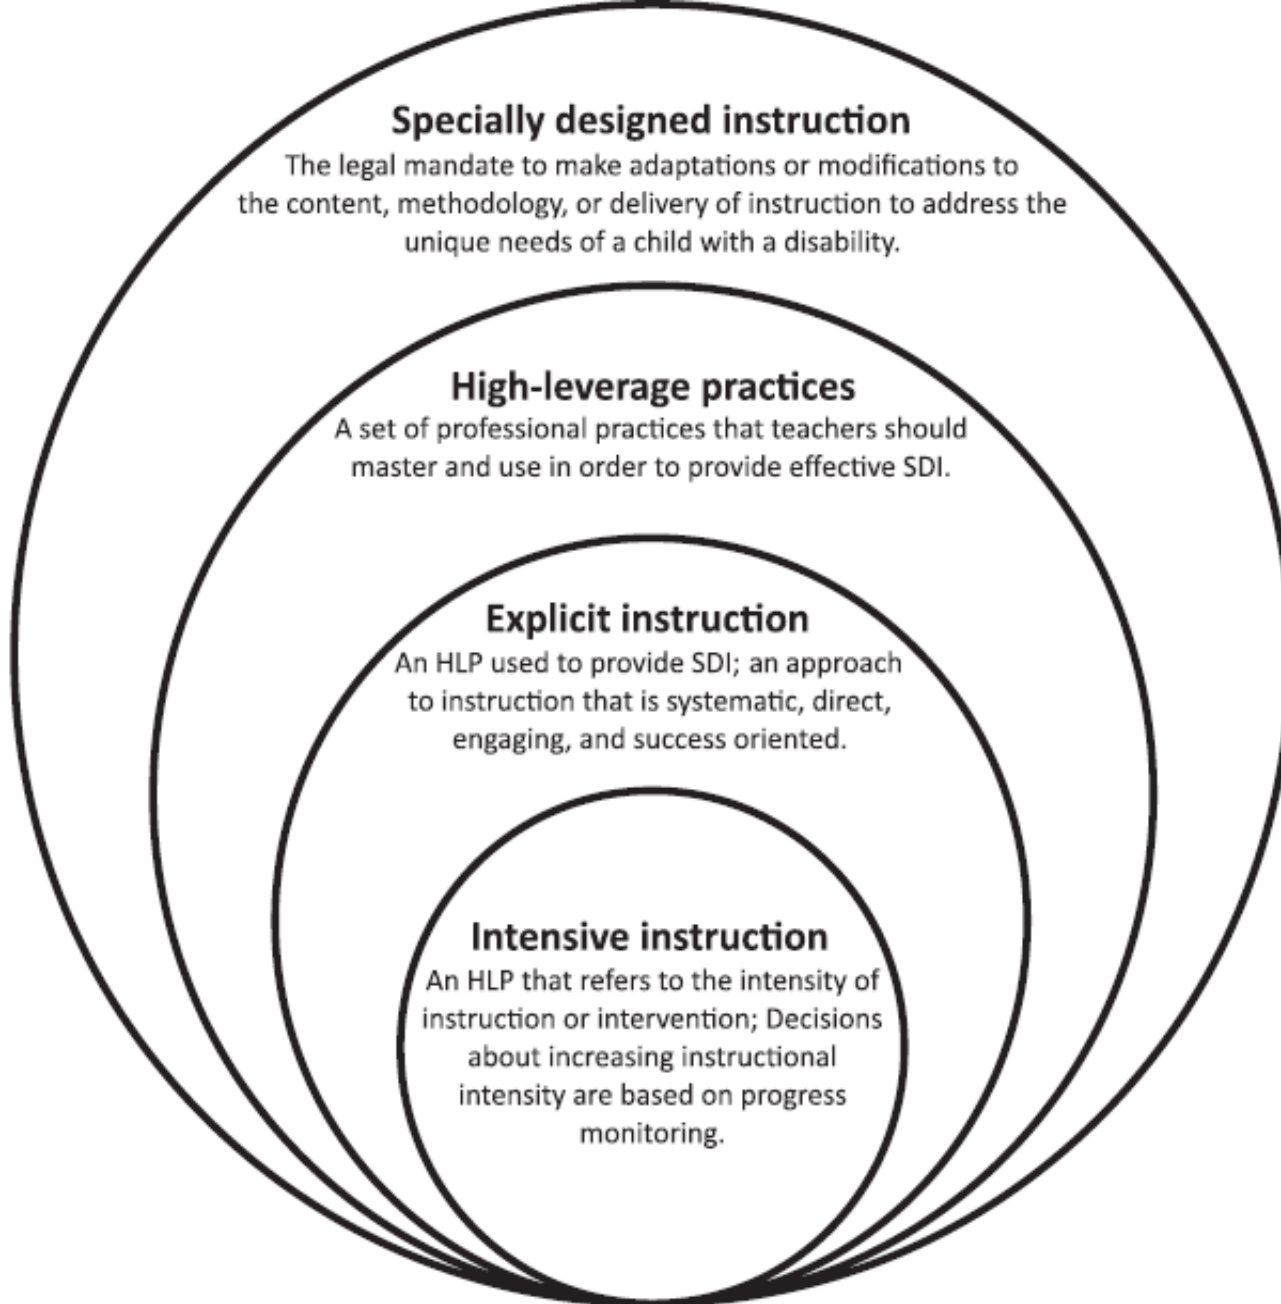 Specially designed instruction
The legal mandate to make adaptations or modifications to
the content, methodology, or delivery of instruction to address the
unique needs of a child with a disability.
High-leverage practices
A set of professional practices that teachers should
master and use in order to provide effective SDI.
Explicit instruction
An HLP used to provide SDI; an approach
to instruction that is systematic, direct,
engaging, and success oriented.
Intensive instruction
An HLP that refers to the intensity of
instruction or intervention; Decisions
about increasing instructional
intensity are based on progress
monitoring.